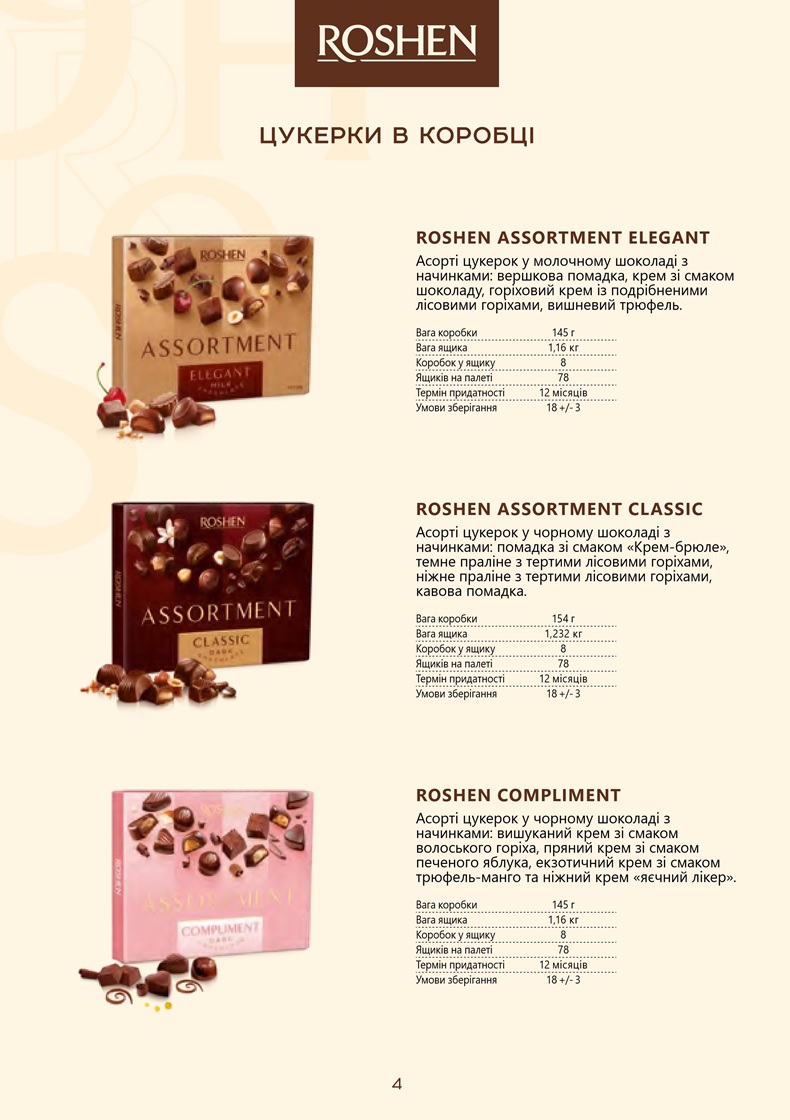 ROSHEN
ЦУКЕРКИ В КОРОБЦІ
ROSHEN
ROSHEN
ASSORTMENT
ELEGANT
MILK
CHOCOLATE
ROSHEN ASSORTMENT ELEGANT
Асорті цукерок у молочному шоколаді з
начинками: вершкова помадка, крем зі смаком
шоколаду, горіховий крем із подрібненими
лісовими горіхами, вишневий трюфель.
Вага коробки 145 г
Вага ящика 1,16 кг
Коробок у ящику 8
Ящиків на палеті 78
Термін придатності 12 місяців
Умови зберігання 18 +/- 3
ROSHEN
ROSHEN
ASSORTMENT
CLASSIC
DARK
CHOCOLATE
ROSHEN ASSORTMENT CLASSIC
Асорті цукерок у чорному шоколаді з
начинками: помадка зі смаком «Крем-брюле»,
темне праліне з тертими лісовими горіхами,
ніжне праліне з тертими лісовими горіхами,
кавова помадка.
Вага коробки 154 г
Вага ящика 1,232 кг
Коробок у ящику 8
Ящиків на палеті 78
Термін придатності 12 місяців
Умови зберігання 18 +/- 3
ROSHEN
ROSHEN
ASSORTMENT
COMPLIMENT
DARK
CHOCOLATE
ROSHEN COMPLIMENT
Асорті цукерок у чорному шоколаді з
начинками: вишуканий крем зі смаком
волоського горіха, пряний крем зі смаком
печеного яблука, екзотичний крем зі смаком
трюфель-манго та ніжний крем «яєчний лікер».
Вага коробки 145 г
Вага ящика 1,16 кг
Коробок у ящику 8
Ящиків на палеті 78
Термін придатності 12 місяців
Умови зберігання 18 +/- 3
4